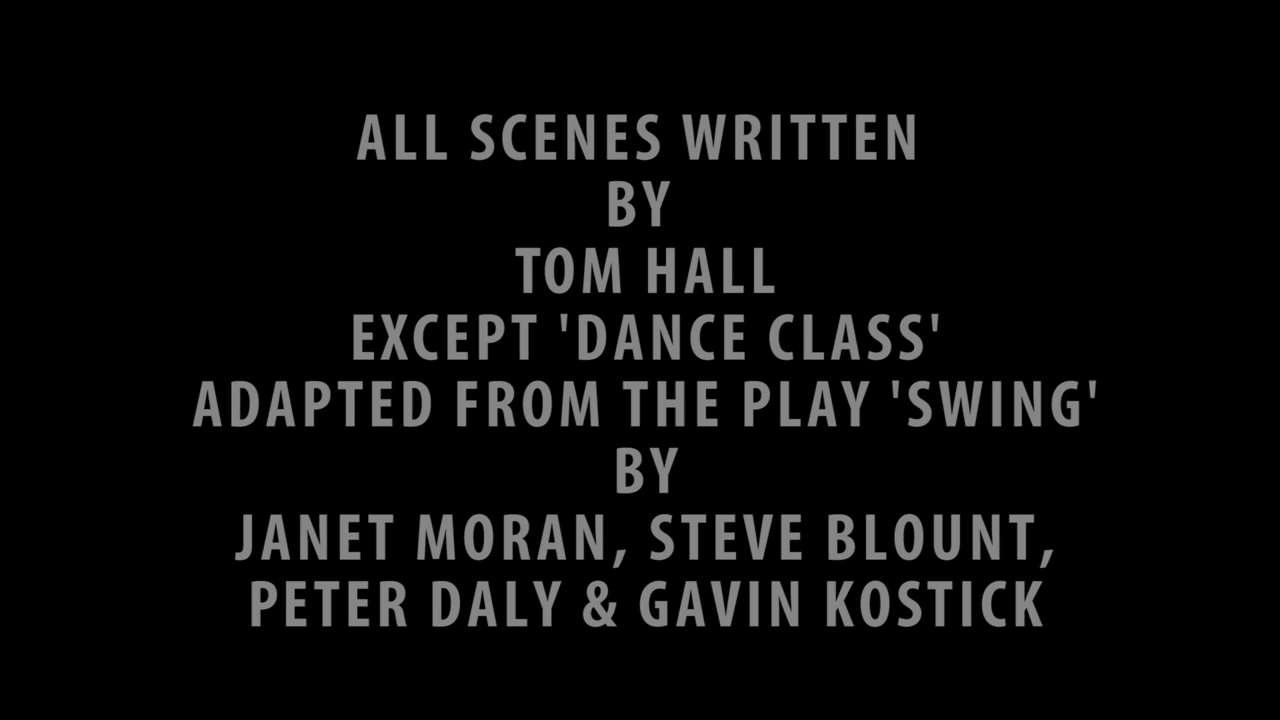 ALL SCENES WRITTEN
BY
TOM HALL
EXCEPT 'DANCE CLASS'
ADAPTED FROM THE PLAY 'SWING'
BY
JANET MORAN, STEVE BLOUNT,
PETER DALY & GAVIN KOSTICK